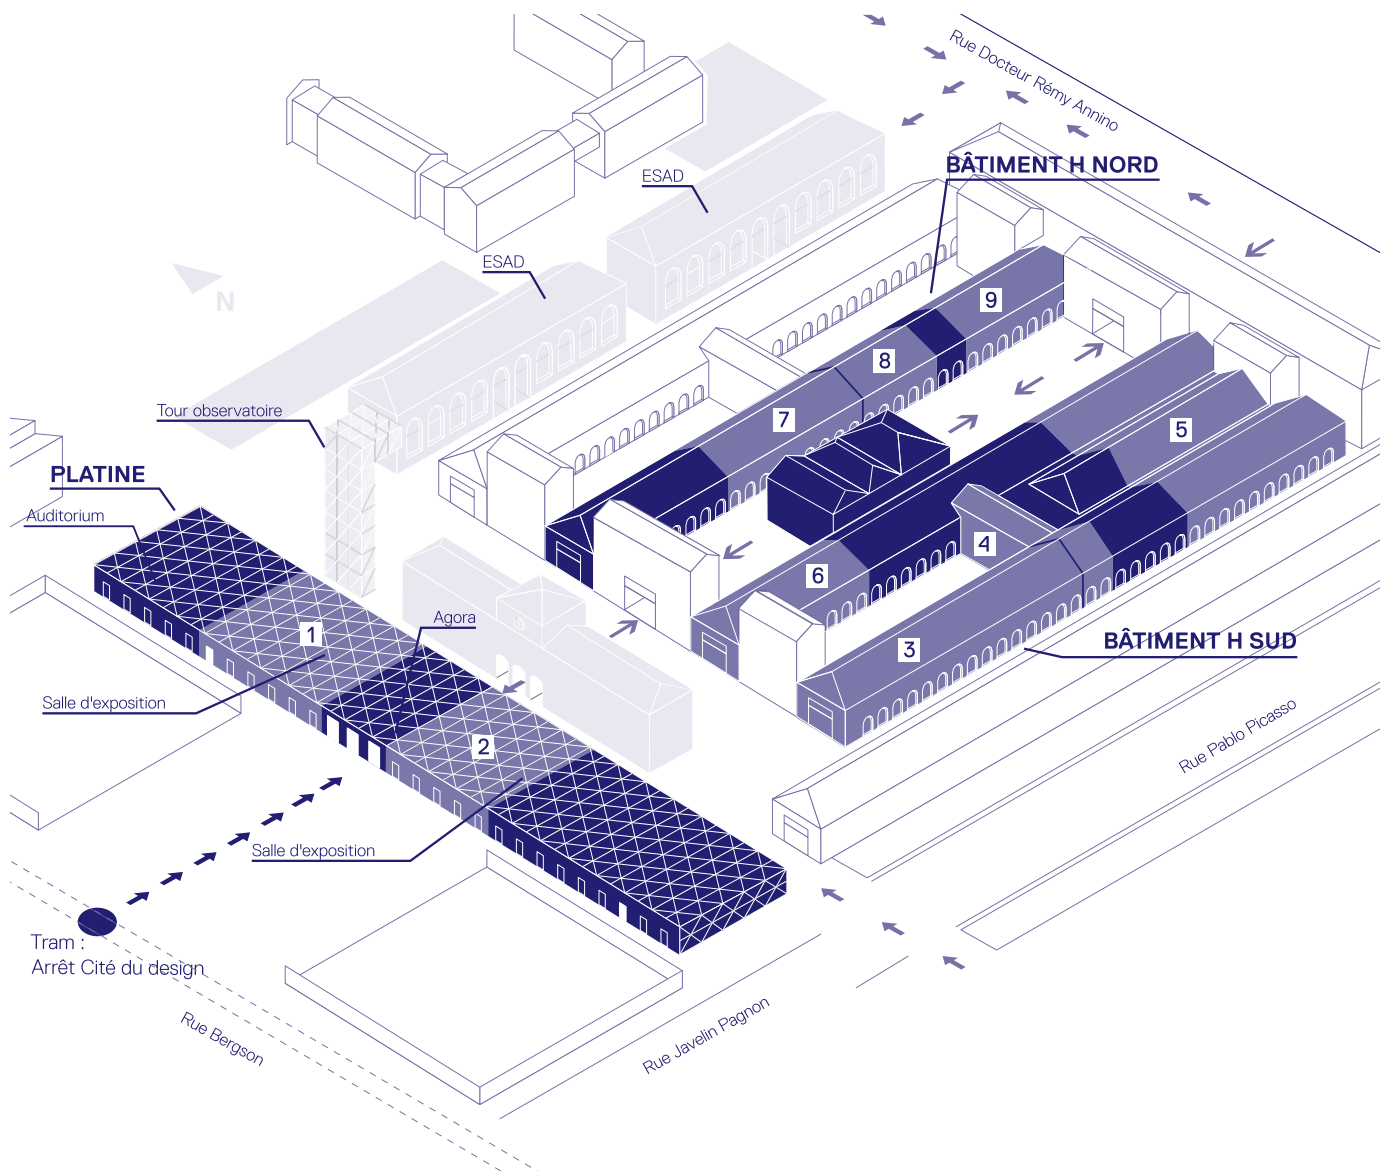 Rue Docteur Rémy Annino
BÂTIMENT H NORD
ESAD
ESAD
N
9
8
7
5
Tour observatoire
PLATINE
Auditorium
4
6
1
Agora
3
BÂTIMENT H SUD
Salle d'exposition
2
Rue Pablo Picasso
Salle d'exposition
Tram :
Arrêt Cité du design
Rue Bergson
Rue Javelin Pagnon